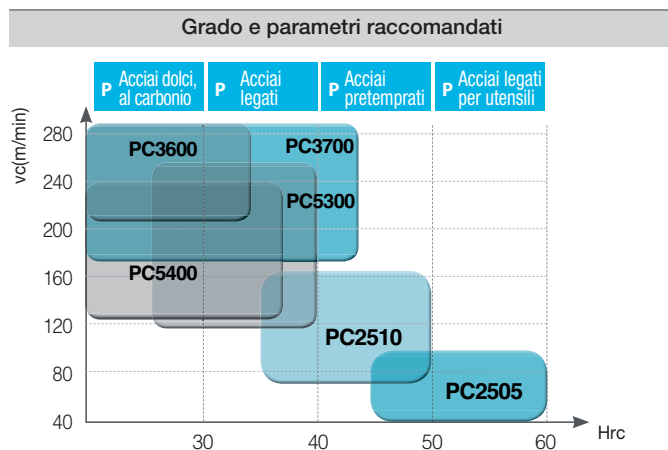 Grado e parametri raccomandati
P Acciai dolci, al carbonio
P Acciai legati
P Acciai pretemprati
P Acciai legati per utensili
vc(m/min)
280
240
200
160
120
80
40
PC3600
PC3700
PC5300
PC5400
PC2510
PC2505
30
40
50
60
Hrc